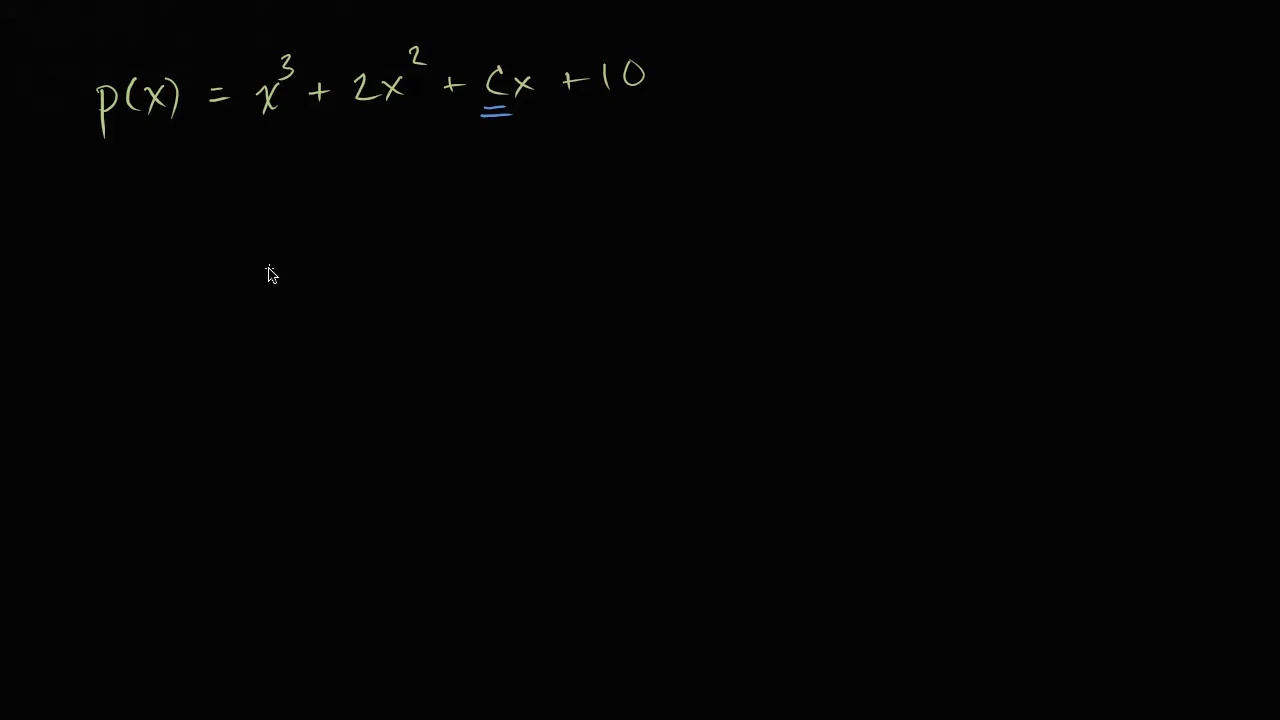 p(x) = x³ + 2x² + cx + 10